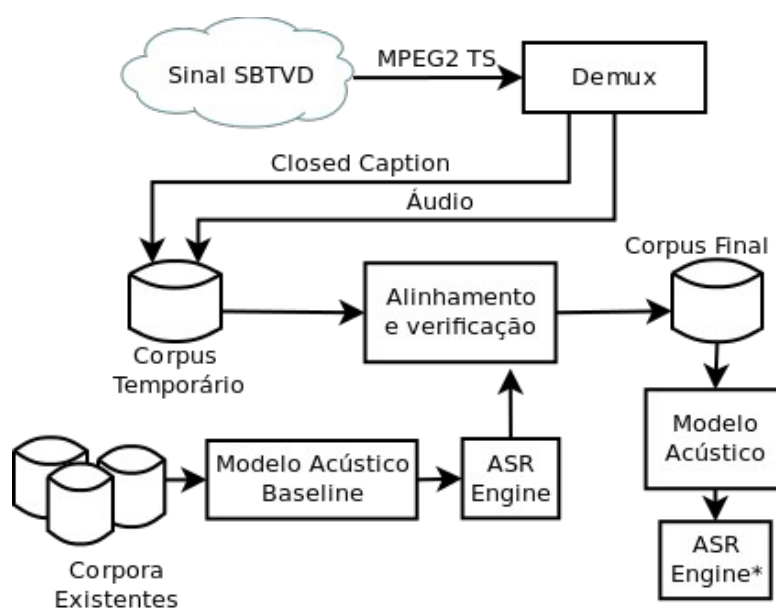 Sinal SBTVD
MPEG2 TS
Demux
Closed Caption
Áudio
Corpus Final
Alinhamento
e verificação
Corpus
Temporário
Modelo
Acústico
Modelo Acústico
Baseline
ASR
Engine
ASR
Engine*
Corpora
Existentes